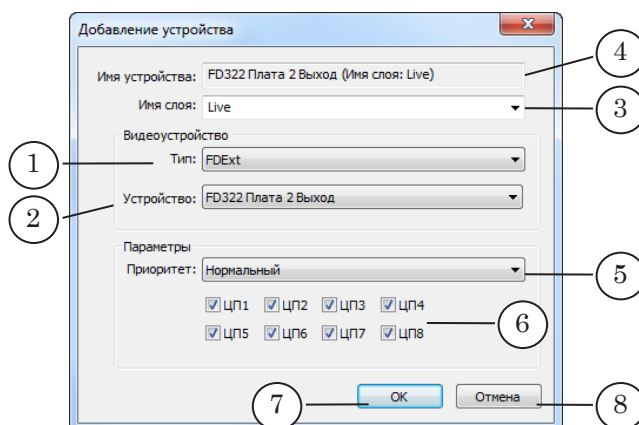 Добавление устройства
4
Имя устройства: FD322 Плата 2 Выход (Имя слоя: Live)
Имя слоя: Live
3
Видеоустройство
1
Тип: FDExt
2
Устройство: FD322 Плата 2 Выход
Параметры
Приоритет: Нормальный
5
ЦП1 ЦП2 ЦП3 ЦП4
6
ЦП5 ЦП6 ЦП7 ЦП8
7
OK Отмена
8